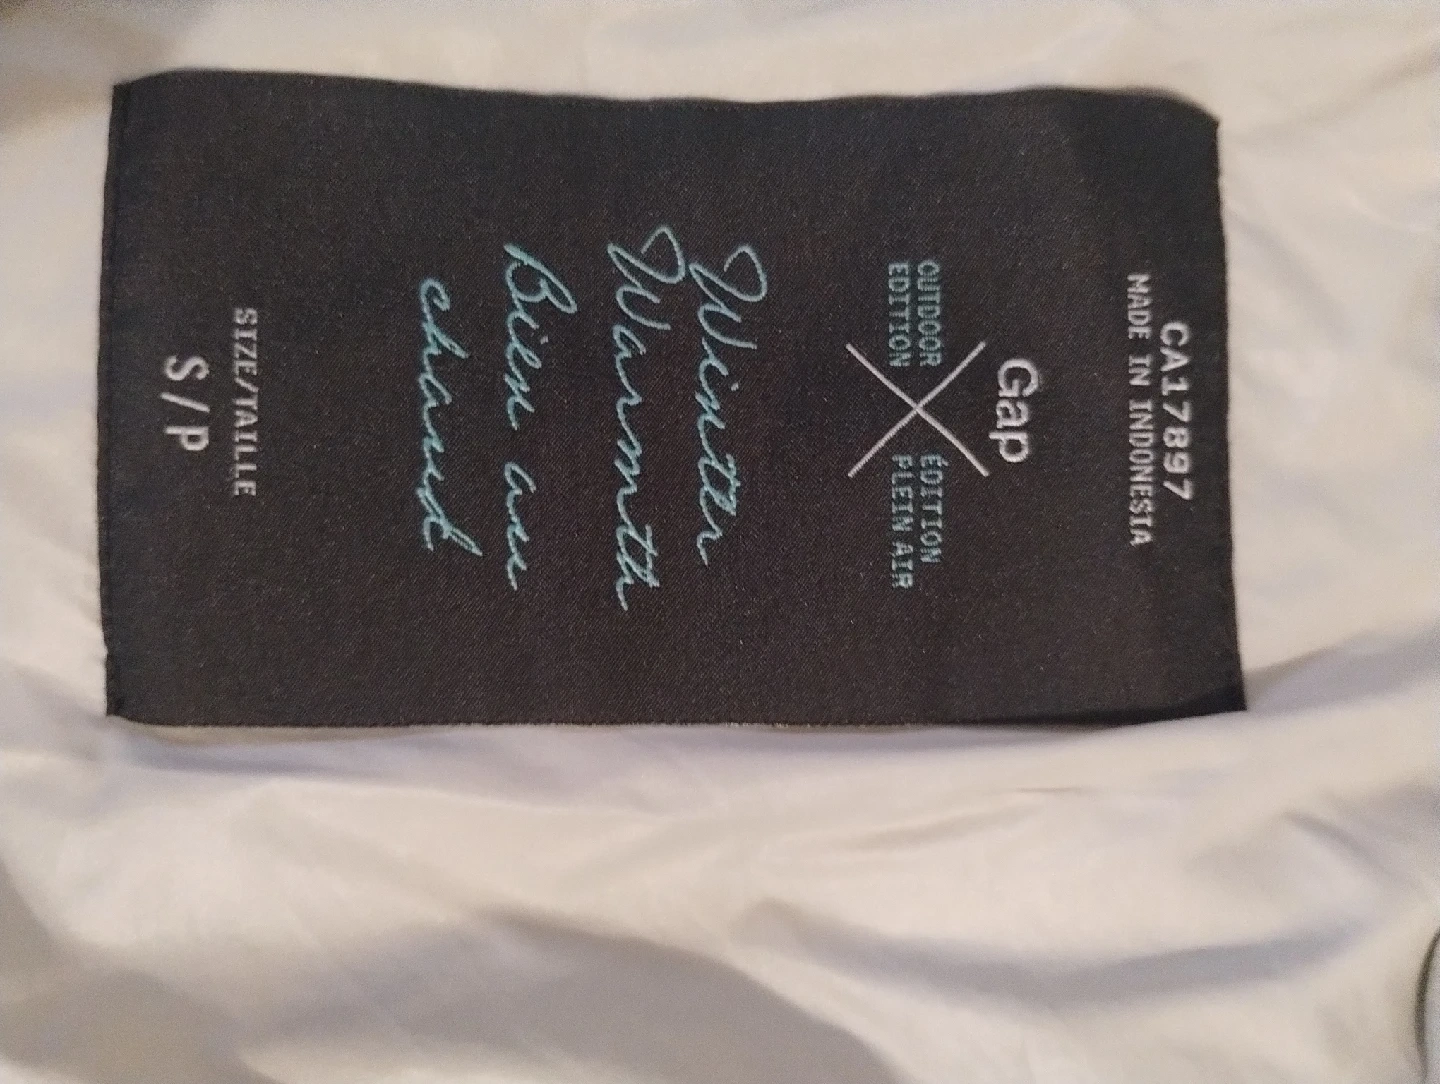 CA17897
MADE IN INDONESIA
Gap
OUTDOOR EDITION
ÉDITION PLEIN AIR
Winter
Warmth
Bien au
chaud
SIZE/TAILLE
S/P